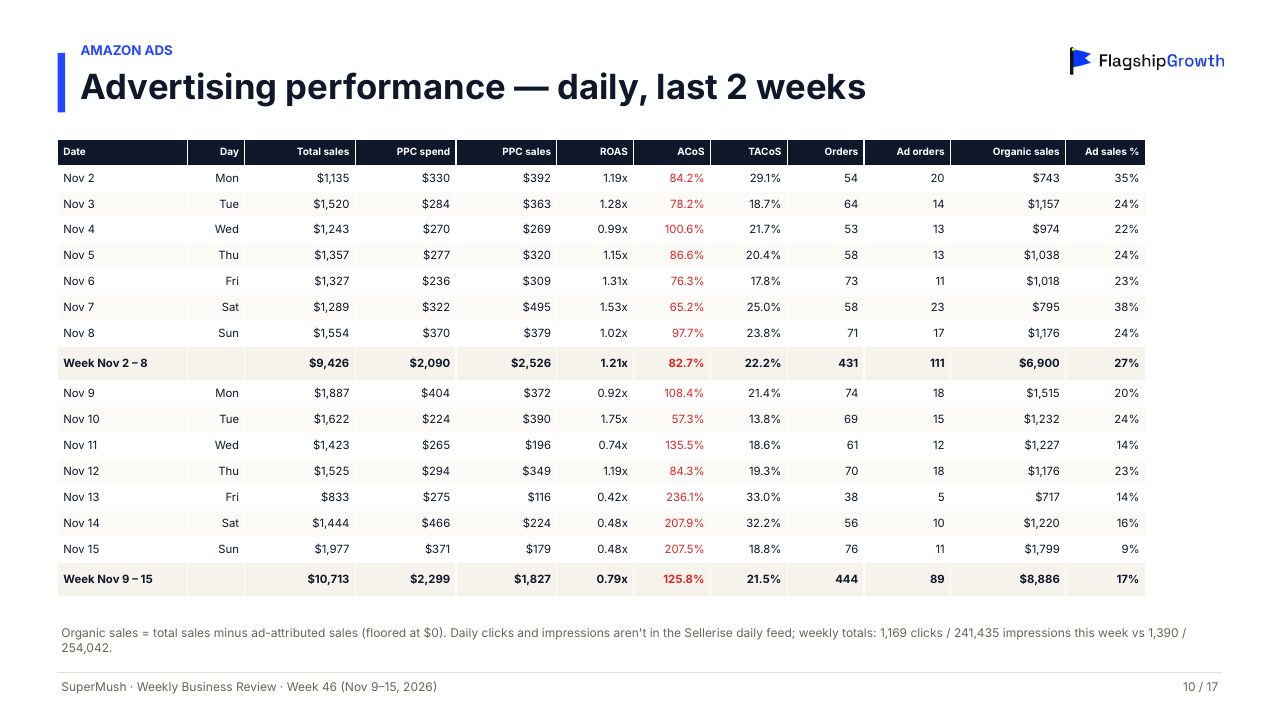 AMAZON ADS
Advertising performance — daily, last 2 weeks
FlagshipGrowth
Date Day Total sales PPC spend PPC sales ROAS ACoS TACoS Orders Ad orders Organic sales Ad sales %
Nov 2 Mon $1,135 $330 $392 1.19x 84.2% 29.1% 54 20 $743 35%
Nov 3 Tue $1,520 $284 $363 1.28x 78.2% 18.7% 64 14 $1,157 24%
Nov 4 Wed $1,243 $270 $269 0.99x 100.6% 21.7% 53 13 $974 22%
Nov 5 Thu $1,357 $277 $320 1.15x 86.6% 20.4% 58 13 $1,038 24%
Nov 6 Fri $1,327 $236 $309 1.31x 76.3% 17.8% 73 11 $1,018 23%
Nov 7 Sat $1,289 $322 $495 1.53x 65.2% 25.0% 58 23 $795 38%
Nov 8 Sun $1,554 $370 $379 1.02x 97.7% 23.8% 71 17 $1,176 24%
Week Nov 2 – 8 $9,426 $2,090 $2,526 1.21x 82.7% 22.2% 431 111 $6,900 27%
Nov 9 Mon $1,887 $404 $372 0.92x 108.4% 21.4% 74 18 $1,515 20%
Nov 10 Tue $1,622 $224 $390 1.75x 57.3% 13.8% 69 15 $1,232 24%
Nov 11 Wed $1,423 $265 $196 0.74x 135.5% 18.6% 61 12 $1,227 14%
Nov 12 Thu $1,525 $294 $349 1.19x 84.3% 19.3% 70 18 $1,176 23%
Nov 13 Fri $833 $275 $116 0.42x 236.1% 33.0% 38 5 $717 14%
Nov 14 Sat $1,444 $466 $224 0.48x 207.9% 32.2% 56 10 $1,220 16%
Nov 15 Sun $1,977 $371 $179 0.48x 207.5% 18.8% 76 11 $1,799 9%
Week Nov 9 – 15 $10,713 $2,299 $1,827 0.79x 125.8% 21.5% 444 89 $8,886 17%
Organic sales = total sales minus ad-attributed sales (floored at $0). Daily clicks and impressions aren't in the Sellerise daily feed; weekly totals: 1,169 clicks / 241,435 impressions this week vs 1,390 /
254,042.
SuperMush · Weekly Business Review · Week 46 (Nov 9–15, 2026)
10 / 17